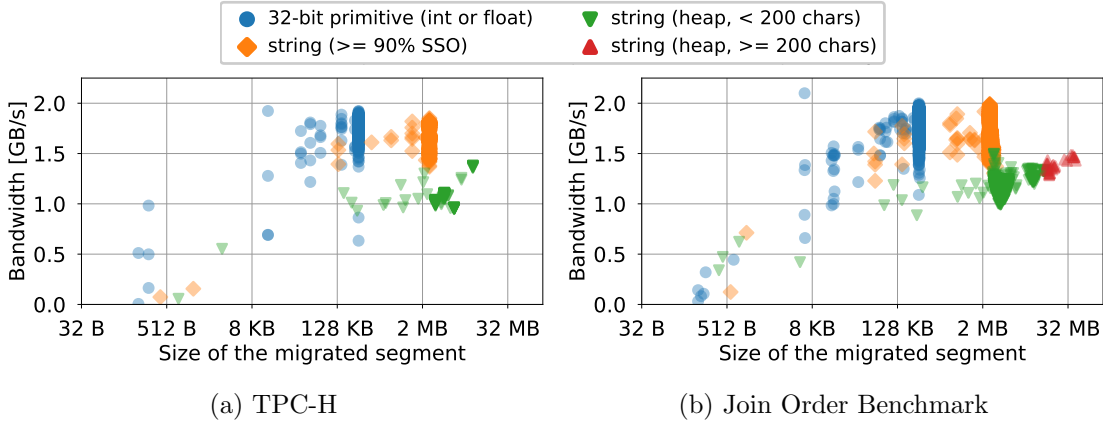 32-bit primitive (int or float)
string (>= 90% SSO)
string (heap, < 200 chars)
string (heap, >= 200 chars)
Bandwidth [GB/s]
2.0
1.5
1.0
0.5
0.0
32 B
512 B
8 KB
128 KB
2 MB
32 MB
Size of the migrated segment
(a) TPC-H
Bandwidth [GB/s]
2.0
1.5
1.0
0.5
0.0
32 B
512 B
8 KB
128 KB
2 MB
32 MB
Size of the migrated segment
(b) Join Order Benchmark